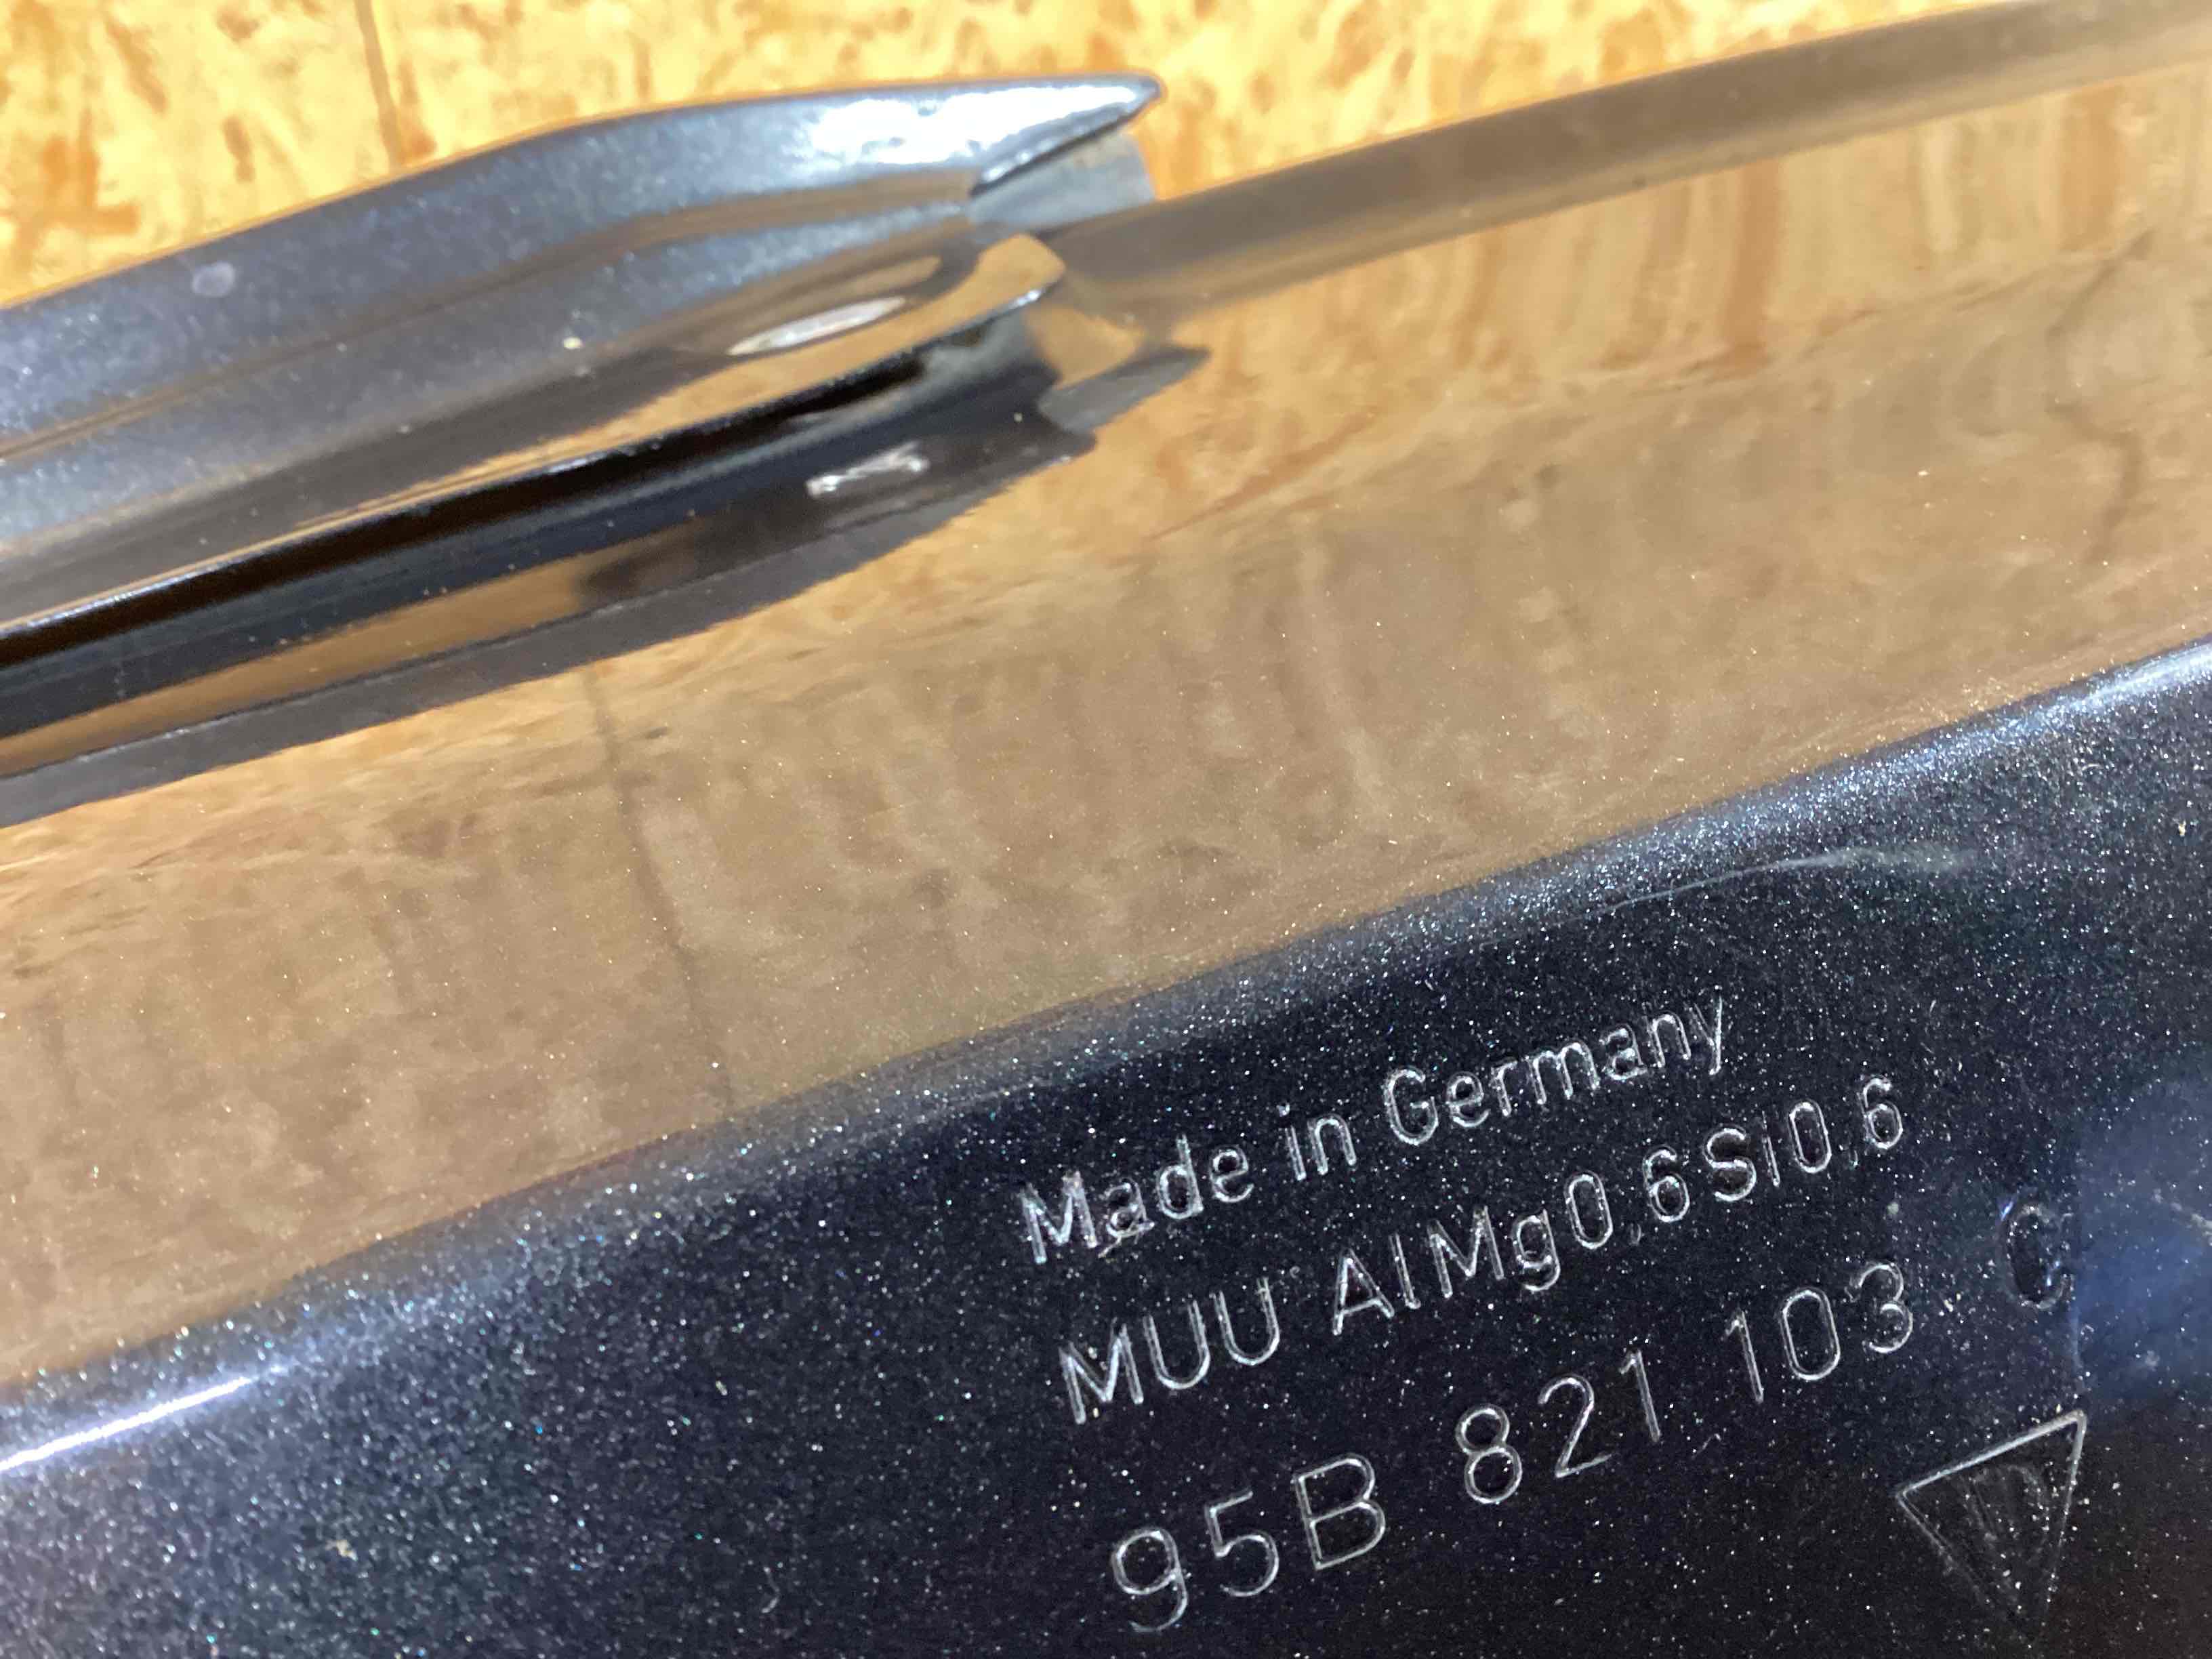 Made in Germany
MUU AlMg0,6Si0,6
95B 821 103 C